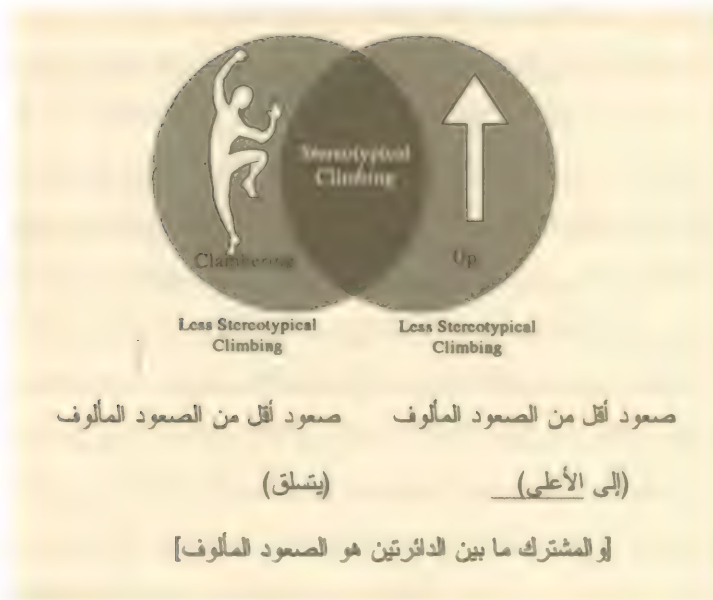 Stereotypical
Climbing
Clambering
Up
Less Stereotypical
Climbing
Less Stereotypical
Climbing
صعود أقل من الصعود المألوف
صعود أقل من الصعود المألوف
(إلى الأعلى)
(يتسلق)
[والمشترك ما بين الدائرتين هو الصعود المألوف]